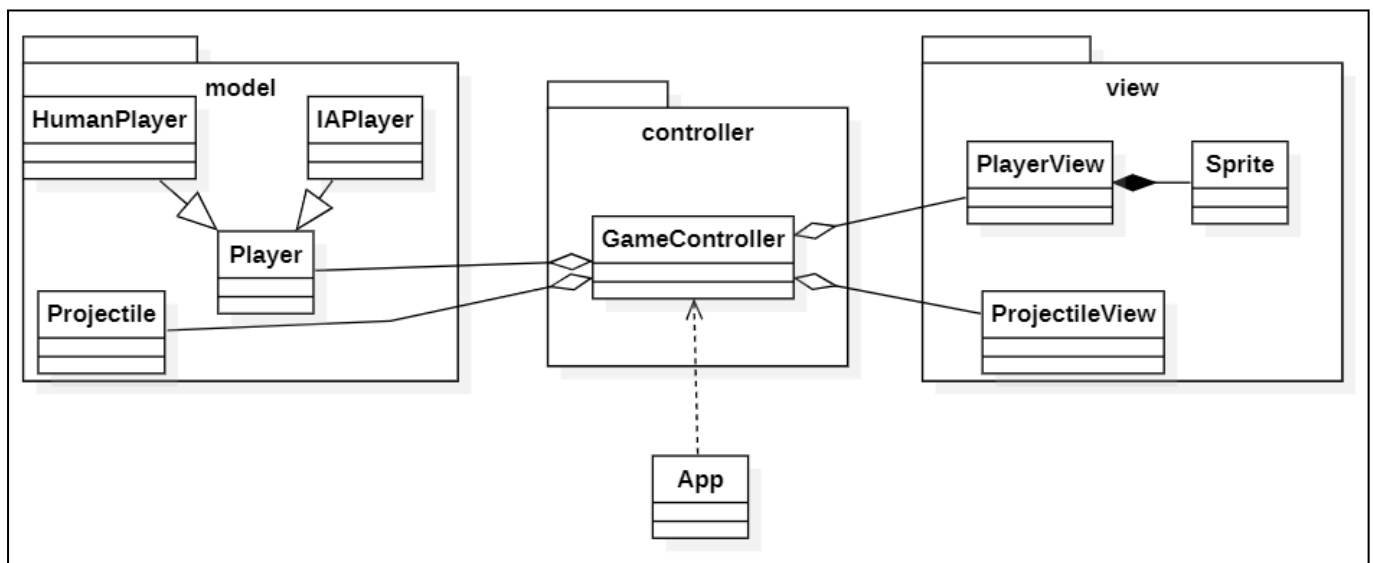 model
HumanPlayer
IAPlayer
Player
Projectile
controller
GameController
view
PlayerView
Sprite
ProjectileView
App